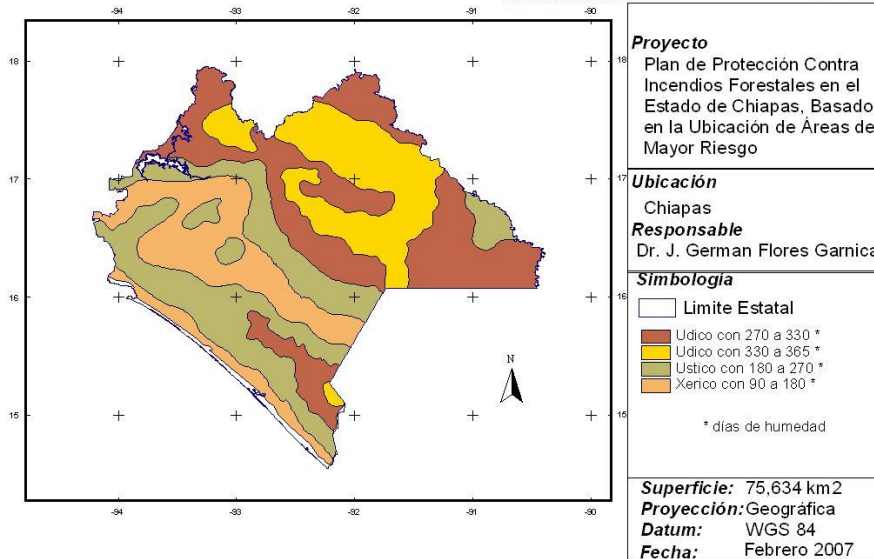 -94 -93 -92 -91 -90
18 18
17 17
16 16
15 15
-94 -93 -92 -91 -90
N
Proyecto
Plan de Protección Contra
Incendios Forestales en el
Estado de Chiapas, Basado
en la Ubicación de Áreas de
Mayor Riesgo
Ubicación
Chiapas
Responsable
Dr. J. German Flores Garnica
Simbología
Limite Estatal
Udico con 270 a 330 *
Udico con 330 a 365 *
Ustico con 180 a 270 *
Xerico con 90 a 180 *
* días de humedad
Superficie: 75,634 km2
Proyección: Geográfica
Datum: WGS 84
Fecha: Febrero 2007